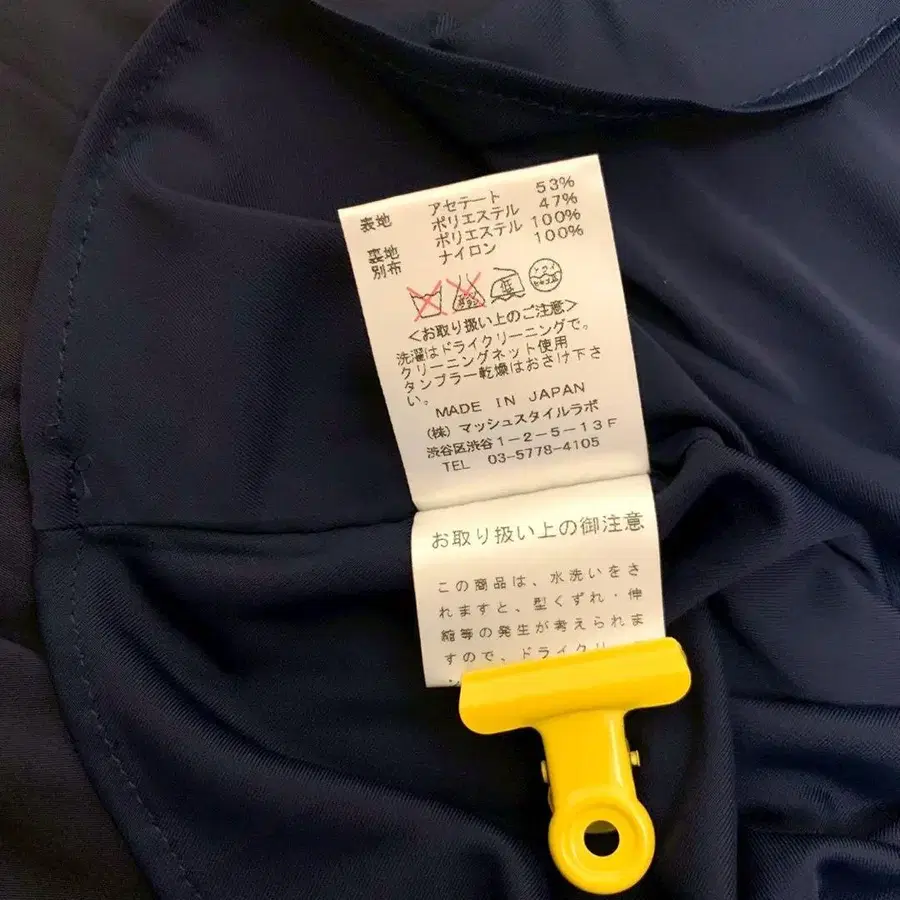 表地 アセテート 53%
ポリエステル 47%
裏地 ポリエステル 100%
別布 ナイロン 100%
低
ドライ
セキユ系
<お取り扱い上のご注意>
洗濯はドライクリーニングで。
クリーニングネット使用
タンブラー乾燥はおさけ下さ
い。
MADE IN JAPAN
(株) マッシュスタイルラボ
渋谷区渋谷1-2-5-13F
TEL 03-5778-4105
お取り扱い上の御注意
この商品は、水洗いをさ
れますと、型くずれ・伸
縮等の発生が考えられま
すので、ドライクリ